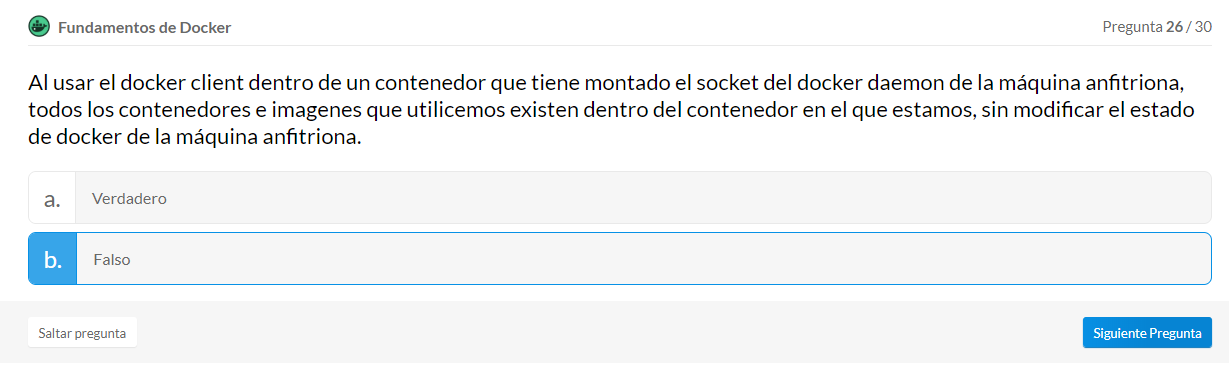 Fundamentos de Docker
Pregunta 26 / 30
Al usar el docker client dentro de un contenedor que tiene montado el socket del docker daemon de la máquina anfitriona,
todos los contenedores e imagenes que utilicemos existen dentro del contenedor en el que estamos, sin modificar el estado
de docker de la máquina anfitriona.
a. Verdadero
b. Falso
Saltar pregunta
Siguiente Pregunta